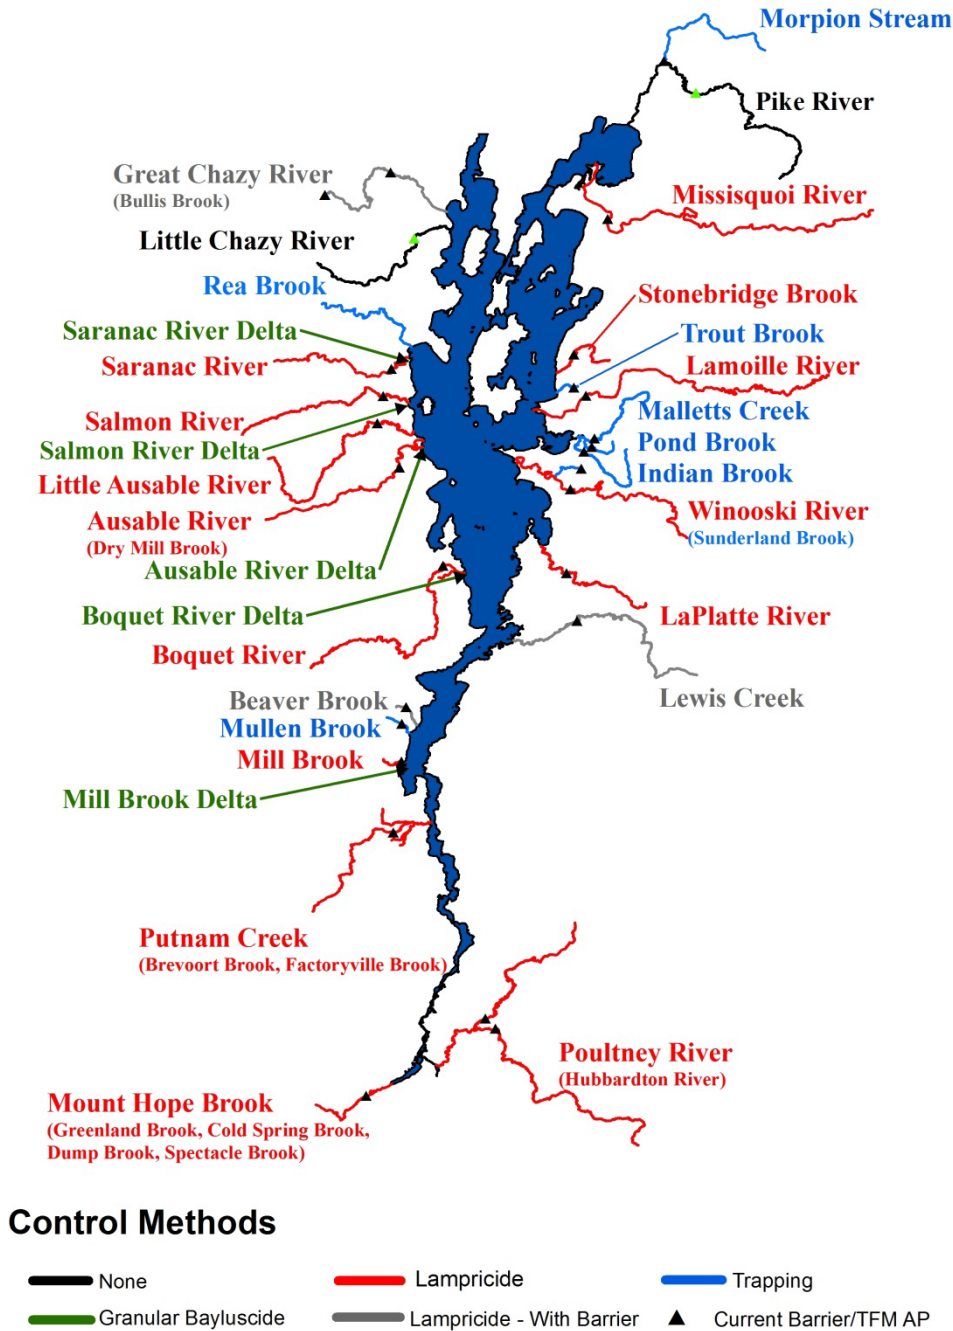 Morpion Stream
Pike River
Great Chazy River
(Bullis Brook)
Missisquoi River
Little Chazy River
Rea Brook
Stonebridge Brook
Saranac River Delta
Trout Brook
Saranac River
Lamoille River
Salmon River
Malletts Creek
Salmon River Delta
Pond Brook
Little Ausable River
Indian Brook
Ausable River
(Dry Mill Brook)
Winooski River
(Sunderland Brook)
Ausable River Delta
Boquet River Delta
LaPlatte River
Boquet River
Beaver Brook
Lewis Creek
Mullen Brook
Mill Brook
Mill Brook Delta
Putnam Creek
(Brevoort Brook, Factoryville Brook)
Poultney River
(Hubbardton River)
Mount Hope Brook
(Greenland Brook, Cold Spring Brook,
Dump Brook, Spectacle Brook)
Control Methods
None
Lampricide
Trapping
Granular Bayluscide
Lampricide - With Barrier
Current Barrier/TFM AP